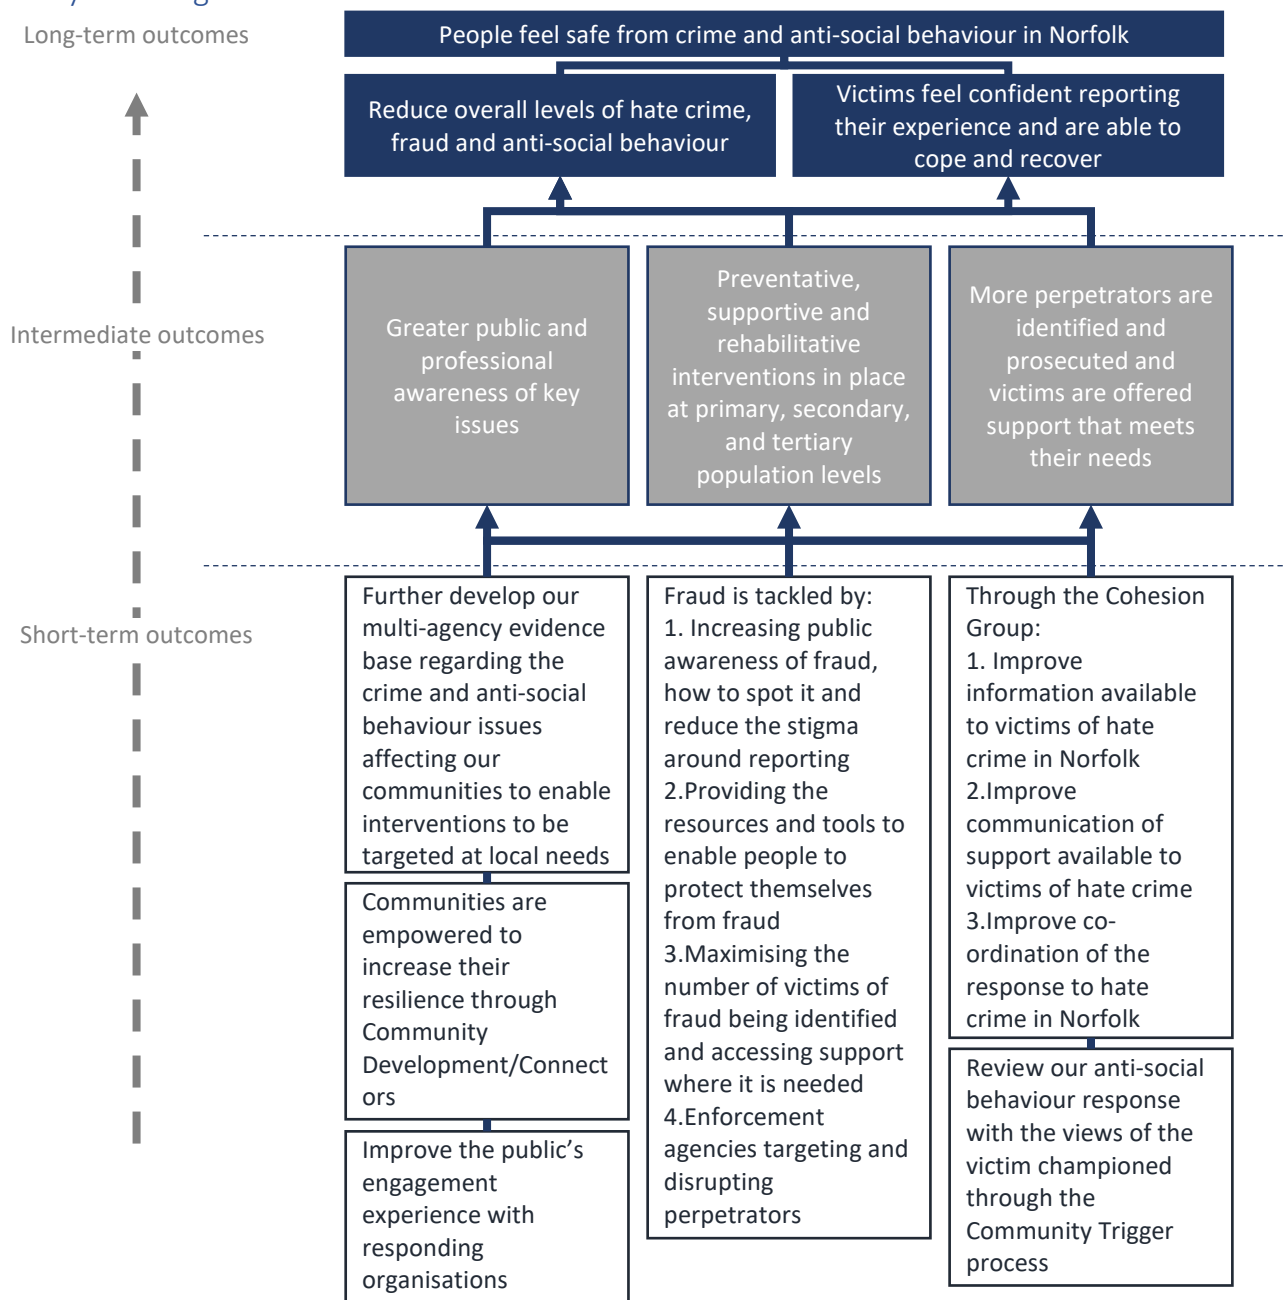 Long-term outcomes
People feel safe from crime and anti-social behaviour in Norfolk
Reduce overall levels of hate crime,
fraud and anti-social behaviour
Victims feel confident reporting
their experience and are able to
cope and recover
Intermediate outcomes
Greater public and
professional
awareness of key
issues
Preventative,
supportive and
rehabilitative
interventions in place
at primary, secondary,
and tertiary
population levels
More perpetrators are
identified and
prosecuted and
victims are offered
support that meets
their needs
Short-term outcomes
Further develop our
multi-agency evidence
base regarding the
crime and anti-social
behaviour issues
affecting our
communities to enable
interventions to be
targeted at local needs
Communities are
empowered to
increase their
resilience through
Community
Development/Connect
ors
Improve the public’s
engagement
experience with
responding
organisations
Fraud is tackled by:
1. Increasing public
awareness of fraud,
how to spot it and
reduce the stigma
around reporting
2.Providing the
resources and tools to
enable people to
protect themselves
from fraud
3.Maximising the
number of victims of
fraud being identified
and accessing support
where it is needed
4.Enforcement
agencies targeting and
disrupting
perpetrators
Through the Cohesion
Group:
1. Improve
information available
to victims of hate
crime in Norfolk
2.Improve
communication of
support available to
victims of hate crime
3.Improve co-
ordination of the
response to hate
crime in Norfolk
Review our anti-social
behaviour response
with the views of the
victim championed
through the
Community Trigger
process